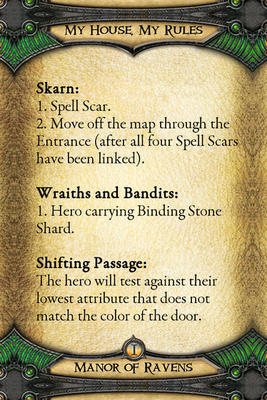 My House, My Rules
Skarn:
1. Spell Scar.
2. Move off the map through the
Entrance (after all four Spell Scars
have been linked).
Wraiths and Bandits:
1. Hero carrying Binding Stone
Shard.
Shifting Passage:
The hero will test against their
lowest attribute that does not
match the color of the door.
1
Manor of Ravens